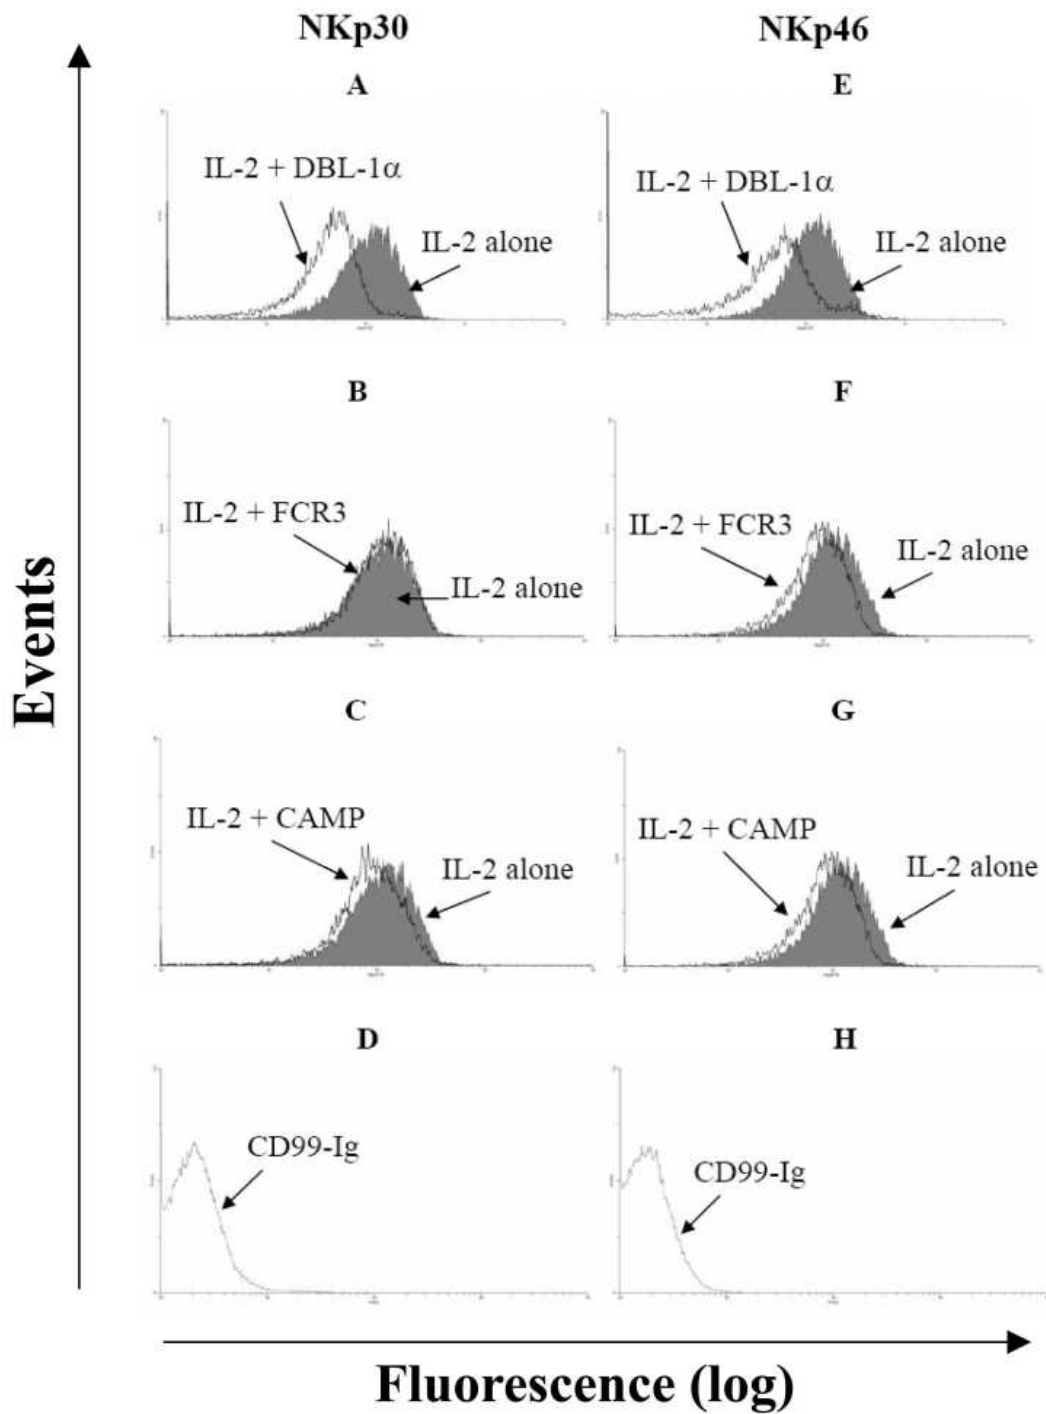 NKp30
NKp46
A
E
IL-2 + DBL-1α
IL-2 alone
IL-2 + DBL-1α
IL-2 alone
B
F
IL-2 + FCR3
IL-2 alone
IL-2 + FCR3
IL-2 alone
C
G
IL-2 + CAMP
IL-2 alone
IL-2 + CAMP
IL-2 alone
D
H
CD99-Ig
CD99-Ig
Events
Fluorescence (log)